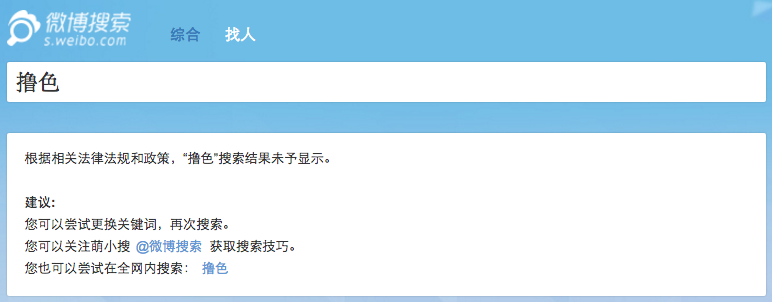 微博搜索
s.weibo.com
综合 找人
撸色
根据相关法律法规和政策，“撸色”搜索结果未予显示。
建议:
您可以尝试更换关键词，再次搜索。
您可以关注萌小搜 @微博搜索 获取搜索技巧。
您也可以尝试在全网内搜索： 撸色